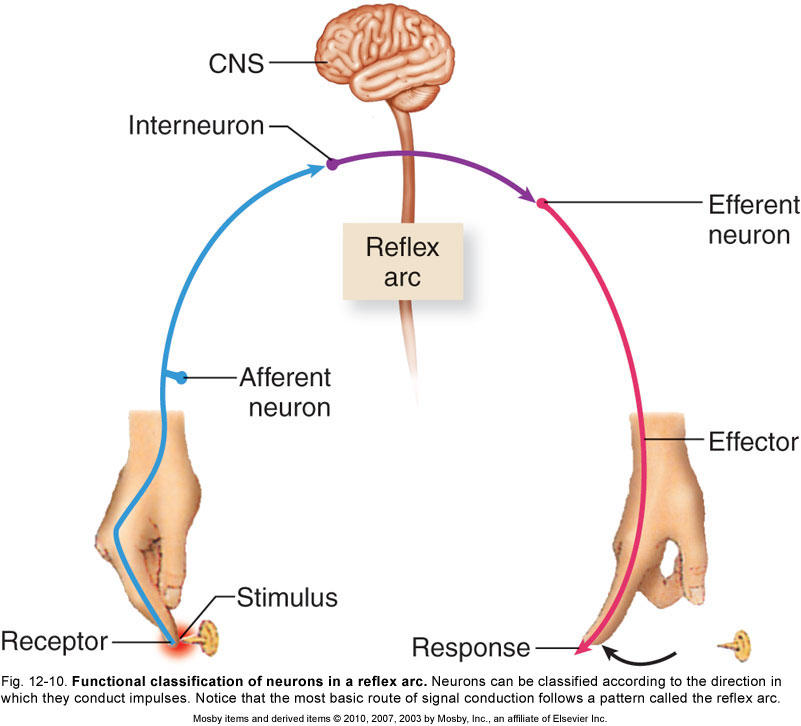 CNS
Interneuron
Efferent
neuron
Reflex
arc
Afferent
neuron
Effector
Stimulus
Receptor
Response
Fig. 12-10. Functional classification of neurons in a reflex arc. Neurons can be classified according to the direction in
which they conduct impulses. Notice that the most basic route of signal conduction follows a pattern called the reflex arc.
Mosby items and derived items © 2010, 2007, 2003 by Mosby, Inc., an affiliate of Elsevier Inc.